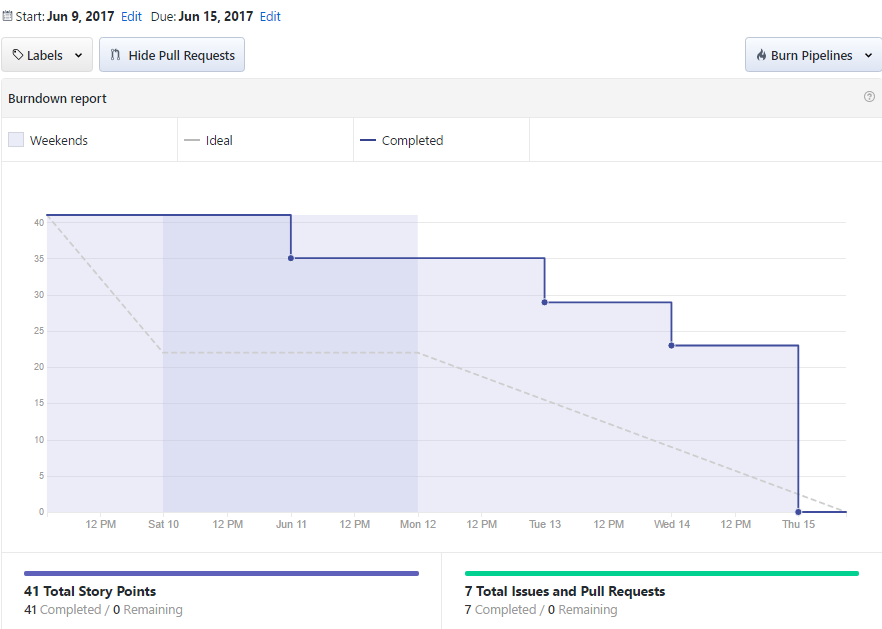 Start: Jun 9, 2017 Edit Due: Jun 15, 2017 Edit
Labels Hide Pull Requests Burn Pipelines
Burndown report ?
Weekends Ideal Completed
40
35
30
25
20
15
10
5
0
12 PM Sat 10 12 PM Jun 11 12 PM Mon 12 12 PM Tue 13 12 PM Wed 14 12 PM Thu 15
41 Total Story Points
41 Completed / 0 Remaining
7 Total Issues and Pull Requests
7 Completed / 0 Remaining